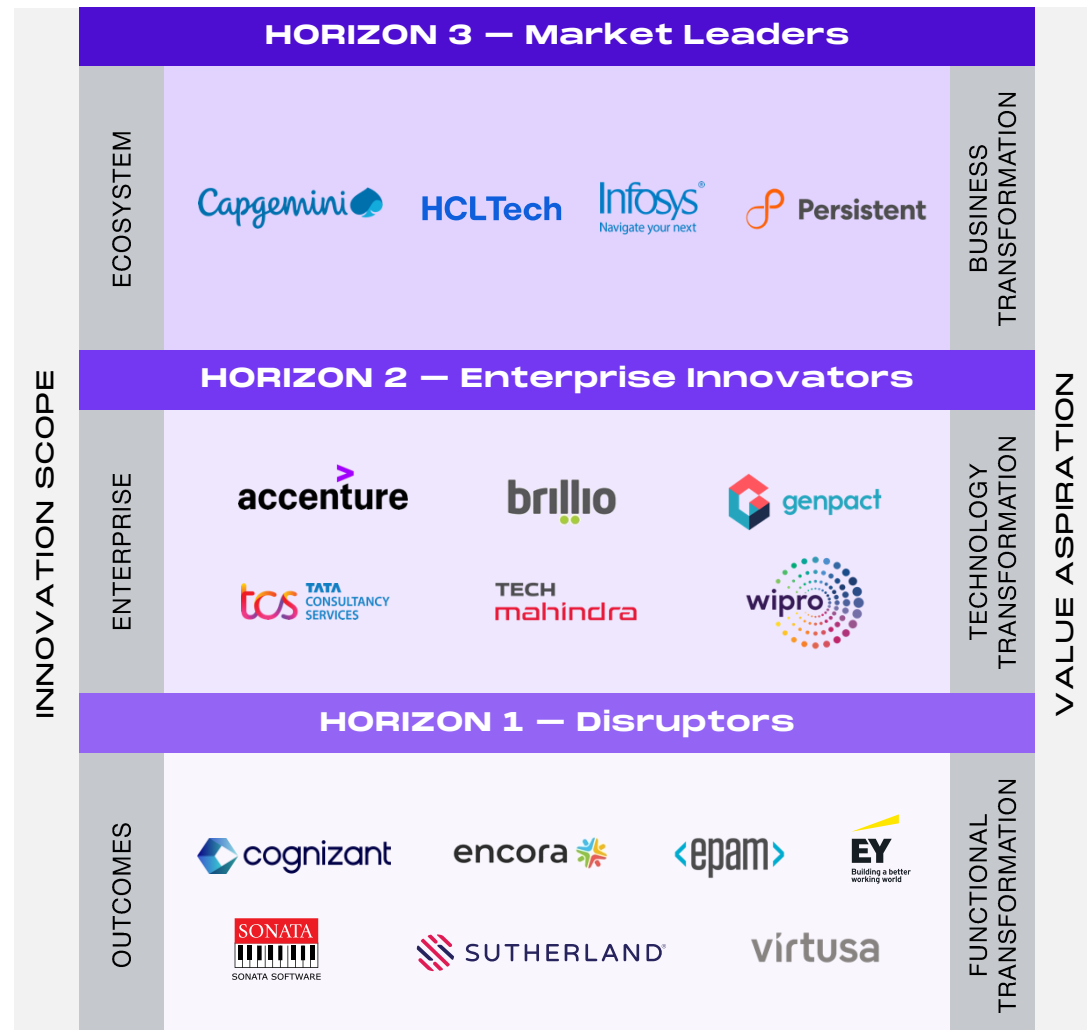 HORIZON 3 — Market Leaders
ECOSYSTEM
Capgemini
HCLTech
Infosys®
Navigate your next
Persistent
BUSINESS
TRANSFORMATION
INNOVATION SCOPE
VALUE ASPIRATION
HORIZON 2 — Enterprise Innovators
ENTERPRISE
accenture
brillio
genpact
tcs
TATA
CONSULTANCY
SERVICES
TECH
mahindra
wipro
TECHNOLOGY
TRANSFORMATION
HORIZON 1 — Disruptors
OUTCOMES
cognizant
encora
<epam>
EY
Building a better
working world
SONATA
SONATA SOFTWARE
SUTHERLAND®
virtusa
FUNCTIONAL
TRANSFORMATION